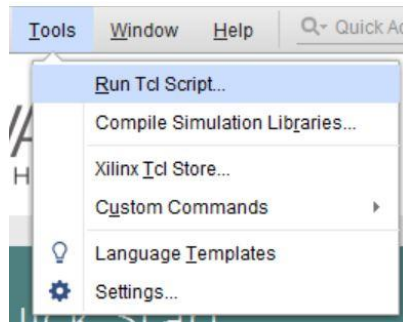 Tools Window Help Quick Ac
Run Tcl Script...
Compile Simulation Libraries...
Xilinx Tcl Store...
Custom Commands
Language Templates
Settings...